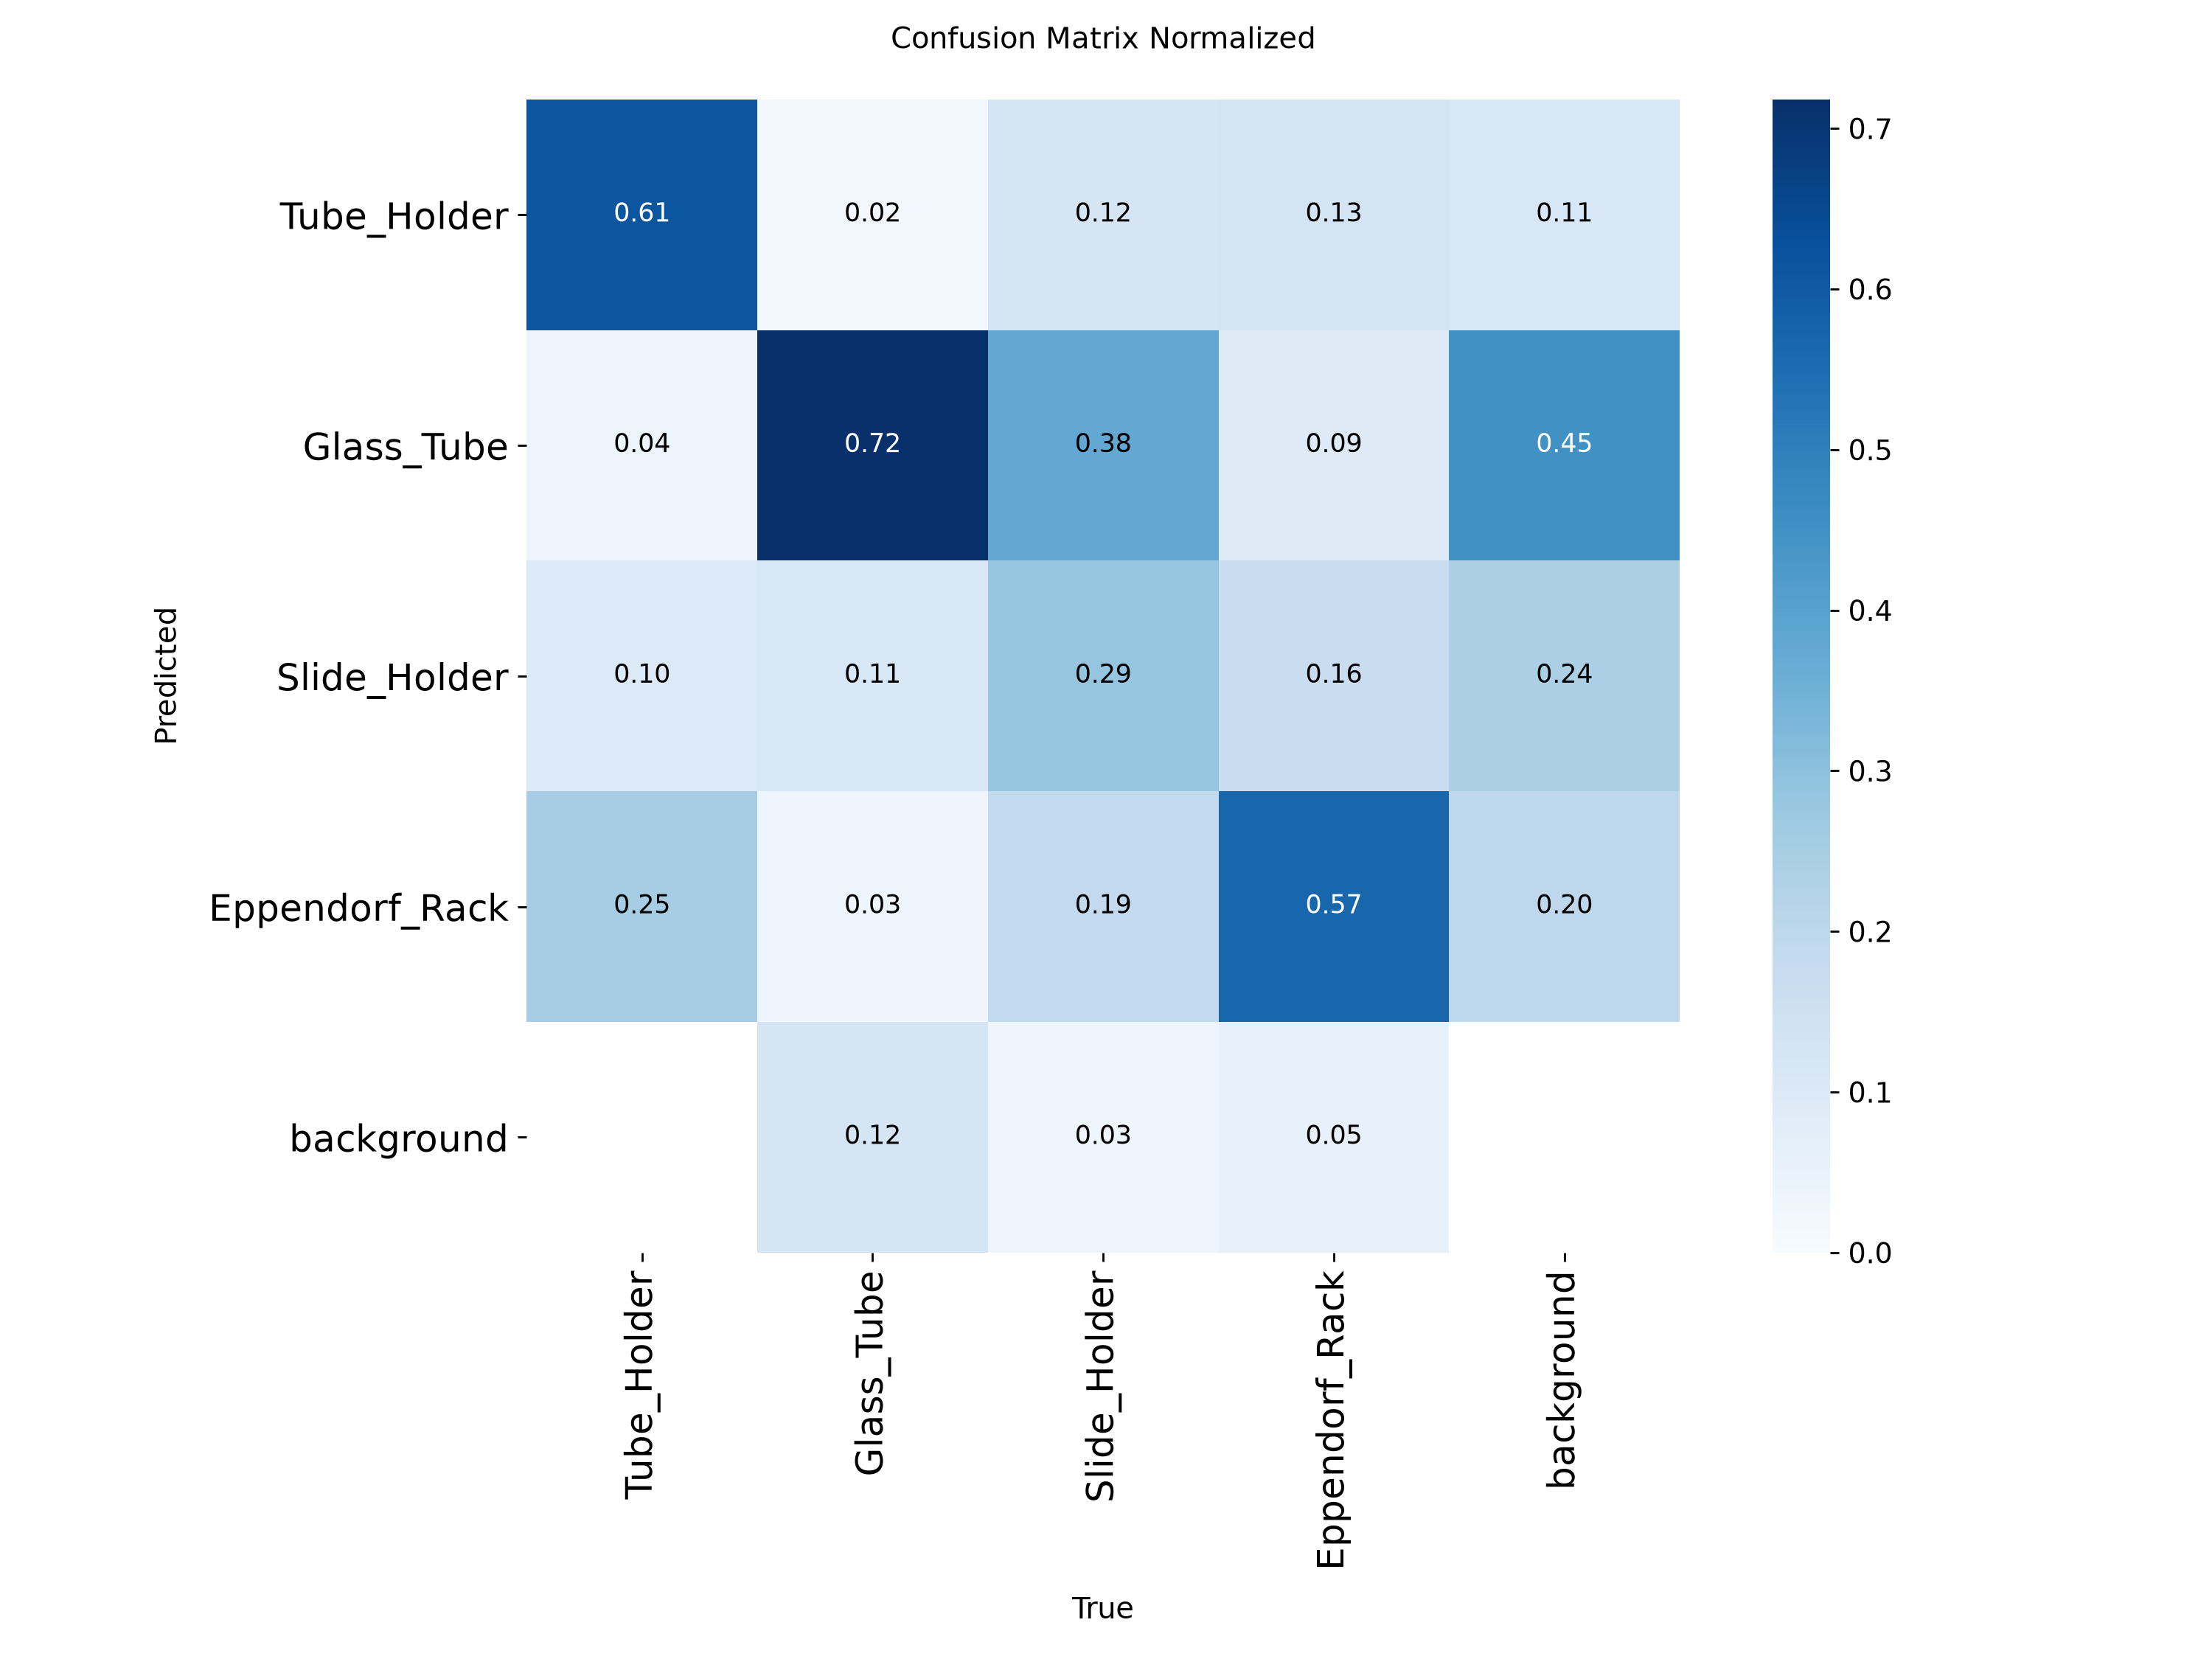 Confusion Matrix Normalized
Tube_Holder
0.61
0.02
0.12
0.13
0.11
Glass_Tube
0.04
0.72
0.38
0.09
0.45
Slide_Holder
0.10
0.11
0.29
0.16
0.24
Eppendorf_Rack
0.25
0.03
0.19
0.57
0.20
background
0.12
0.03
0.05
Predicted
Tube_Holder
Glass_Tube
Slide_Holder
Eppendorf_Rack
background
True
0.7
0.6
0.5
0.4
0.3
0.2
0.1
0.0